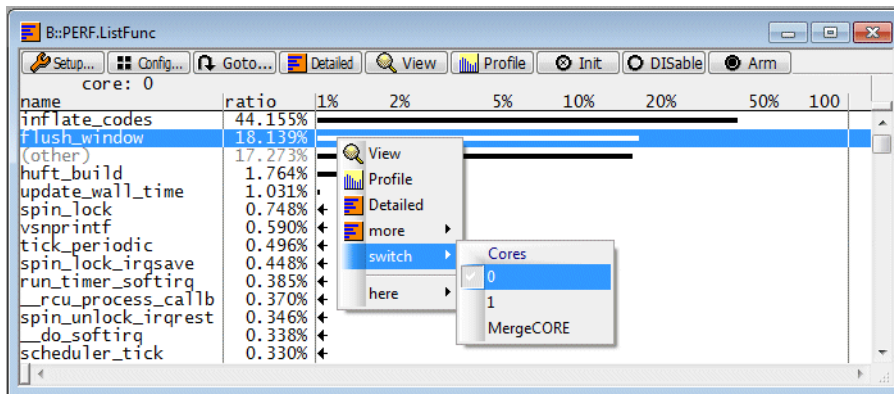 B::PERF.ListFunc
Setup... Config... Goto... Detailed View Profile Init DISable Arm
core: 0
name ratio 1% 2% 5% 10% 20% 50% 100
inflate_codes 44.155%
flush_window 18.139%
(other) 17.273%
huft_build 1.764%
update_wall_time 1.031%
spin_lock 0.748%
vsnprintf 0.590%
tick_periodic 0.496%
spin_lock_irqsave 0.448%
run_timer_softirq 0.385%
__rcu_process_callb 0.370%
spin_unlock_irqrest 0.346%
__do_softirq 0.338%
scheduler_tick 0.330%
View
Profile
Detailed
more
switch
here
Cores
0
1
MergeCORE